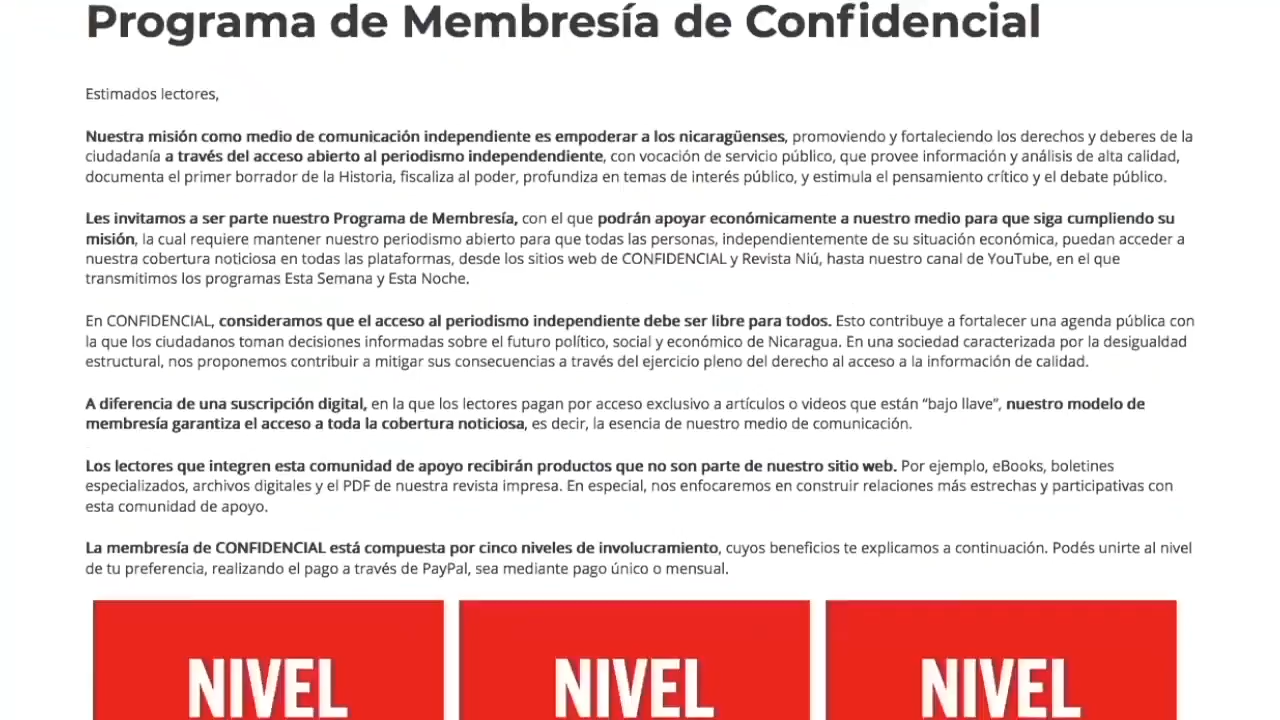 Programa de Membresía de Confidencial
Estimados lectores,
Nuestra misión como medio de comunicación independiente es empoderar a los nicaragüenses, promoviendo y fortaleciendo los derechos y deberes de la
ciudadanía a través del acceso abierto al periodismo independendiente, con vocación de servicio público, que provee información y análisis de alta calidad,
documenta el primer borrador de la Historia, fiscaliza al poder, profundiza en temas de interés público, y estimula el pensamiento crítico y el debate público.
Les invitamos a ser parte nuestro Programa de Membresía, con el que podrán apoyar económicamente a nuestro medio para que siga cumpliendo su
misión, la cual requiere mantener nuestro periodismo abierto para que todas las personas, independientemente de su situación económica, puedan acceder a
nuestra cobertura noticiosa en todas las plataformas, desde los sitios web de CONFIDENCIAL y Revista Niú, hasta nuestro canal de YouTube, en el que
transmitimos los programas Esta Semana y Esta Noche.
En CONFIDENCIAL, consideramos que el acceso al periodismo independiente debe ser libre para todos. Esto contribuye a fortalecer una agenda pública con
la que los ciudadanos toman decisiones informadas sobre el futuro político, social y económico de Nicaragua. En una sociedad caracterizada por la desigualdad
estructural, nos proponemos contribuir a mitigar sus consecuencias a través del ejercicio pleno del derecho al acceso a la información de calidad.
A diferencia de una suscripción digital, en la que los lectores pagan por acceso exclusivo a artículos o videos que están “bajo llave”, nuestro modelo de
membresía garantiza el acceso a toda la cobertura noticiosa, es decir, la esencia de nuestro medio de comunicación.
Los lectores que integren esta comunidad de apoyo recibirán productos que no son parte de nuestro sitio web. Por ejemplo, eBooks, boletines
especializados, archivos digitales y el PDF de nuestra revista impresa. En especial, nos enfocaremos en construir relaciones más estrechas y participativas con
esta comunidad de apoyo.
La membresía de CONFIDENCIAL está compuesta por cinco niveles de involucramiento, cuyos beneficios te explicamos a continuación. Podés unirte al nivel
de tu preferencia, realizando el pago a través de PayPal, sea mediante pago único o mensual.
NIVEL
NIVEL
NIVEL